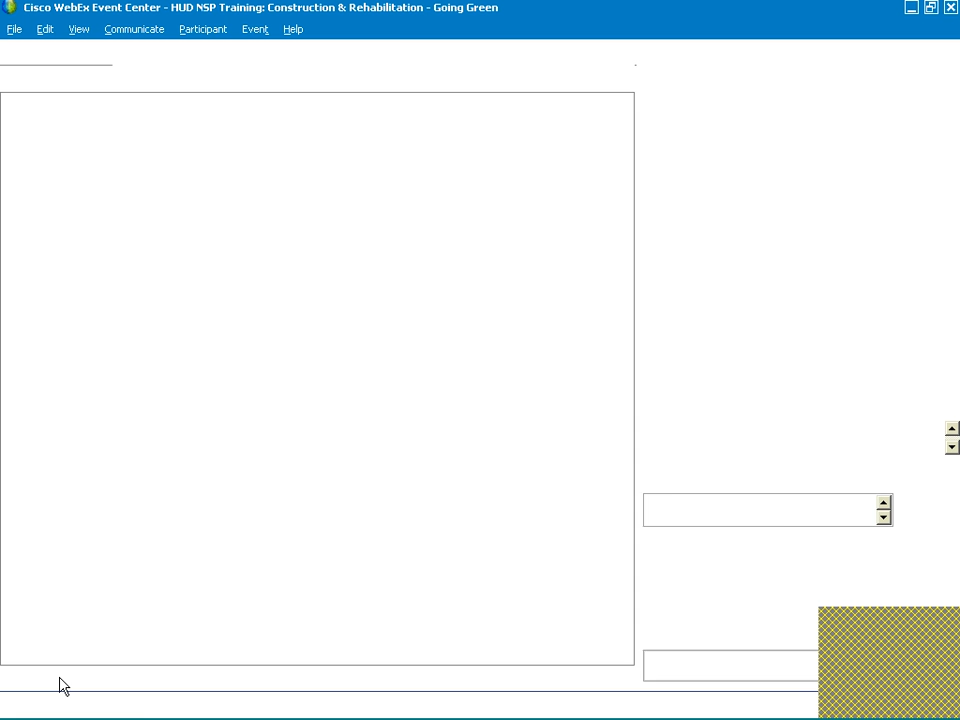 Cisco WebEx Event Center - HUD NSP Training: Construction & Rehabilitation - Going Green
File Edit View Communicate Participant Event Help